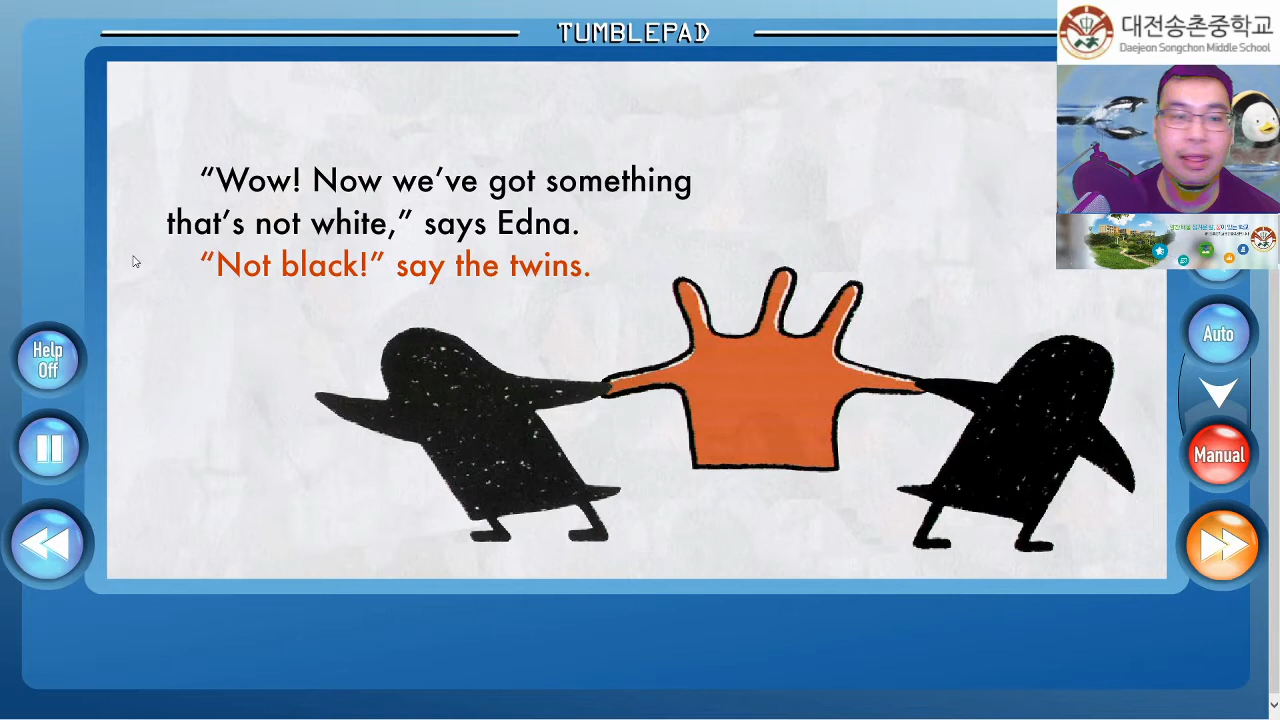 TUMBLEPAD
대전송촌중학교
Daejeon Songchon Middle School
“Wow! Now we’ve got something
that’s not white,” says Edna.
“Not black!” say the twins.
Help
Off
Auto
Manual